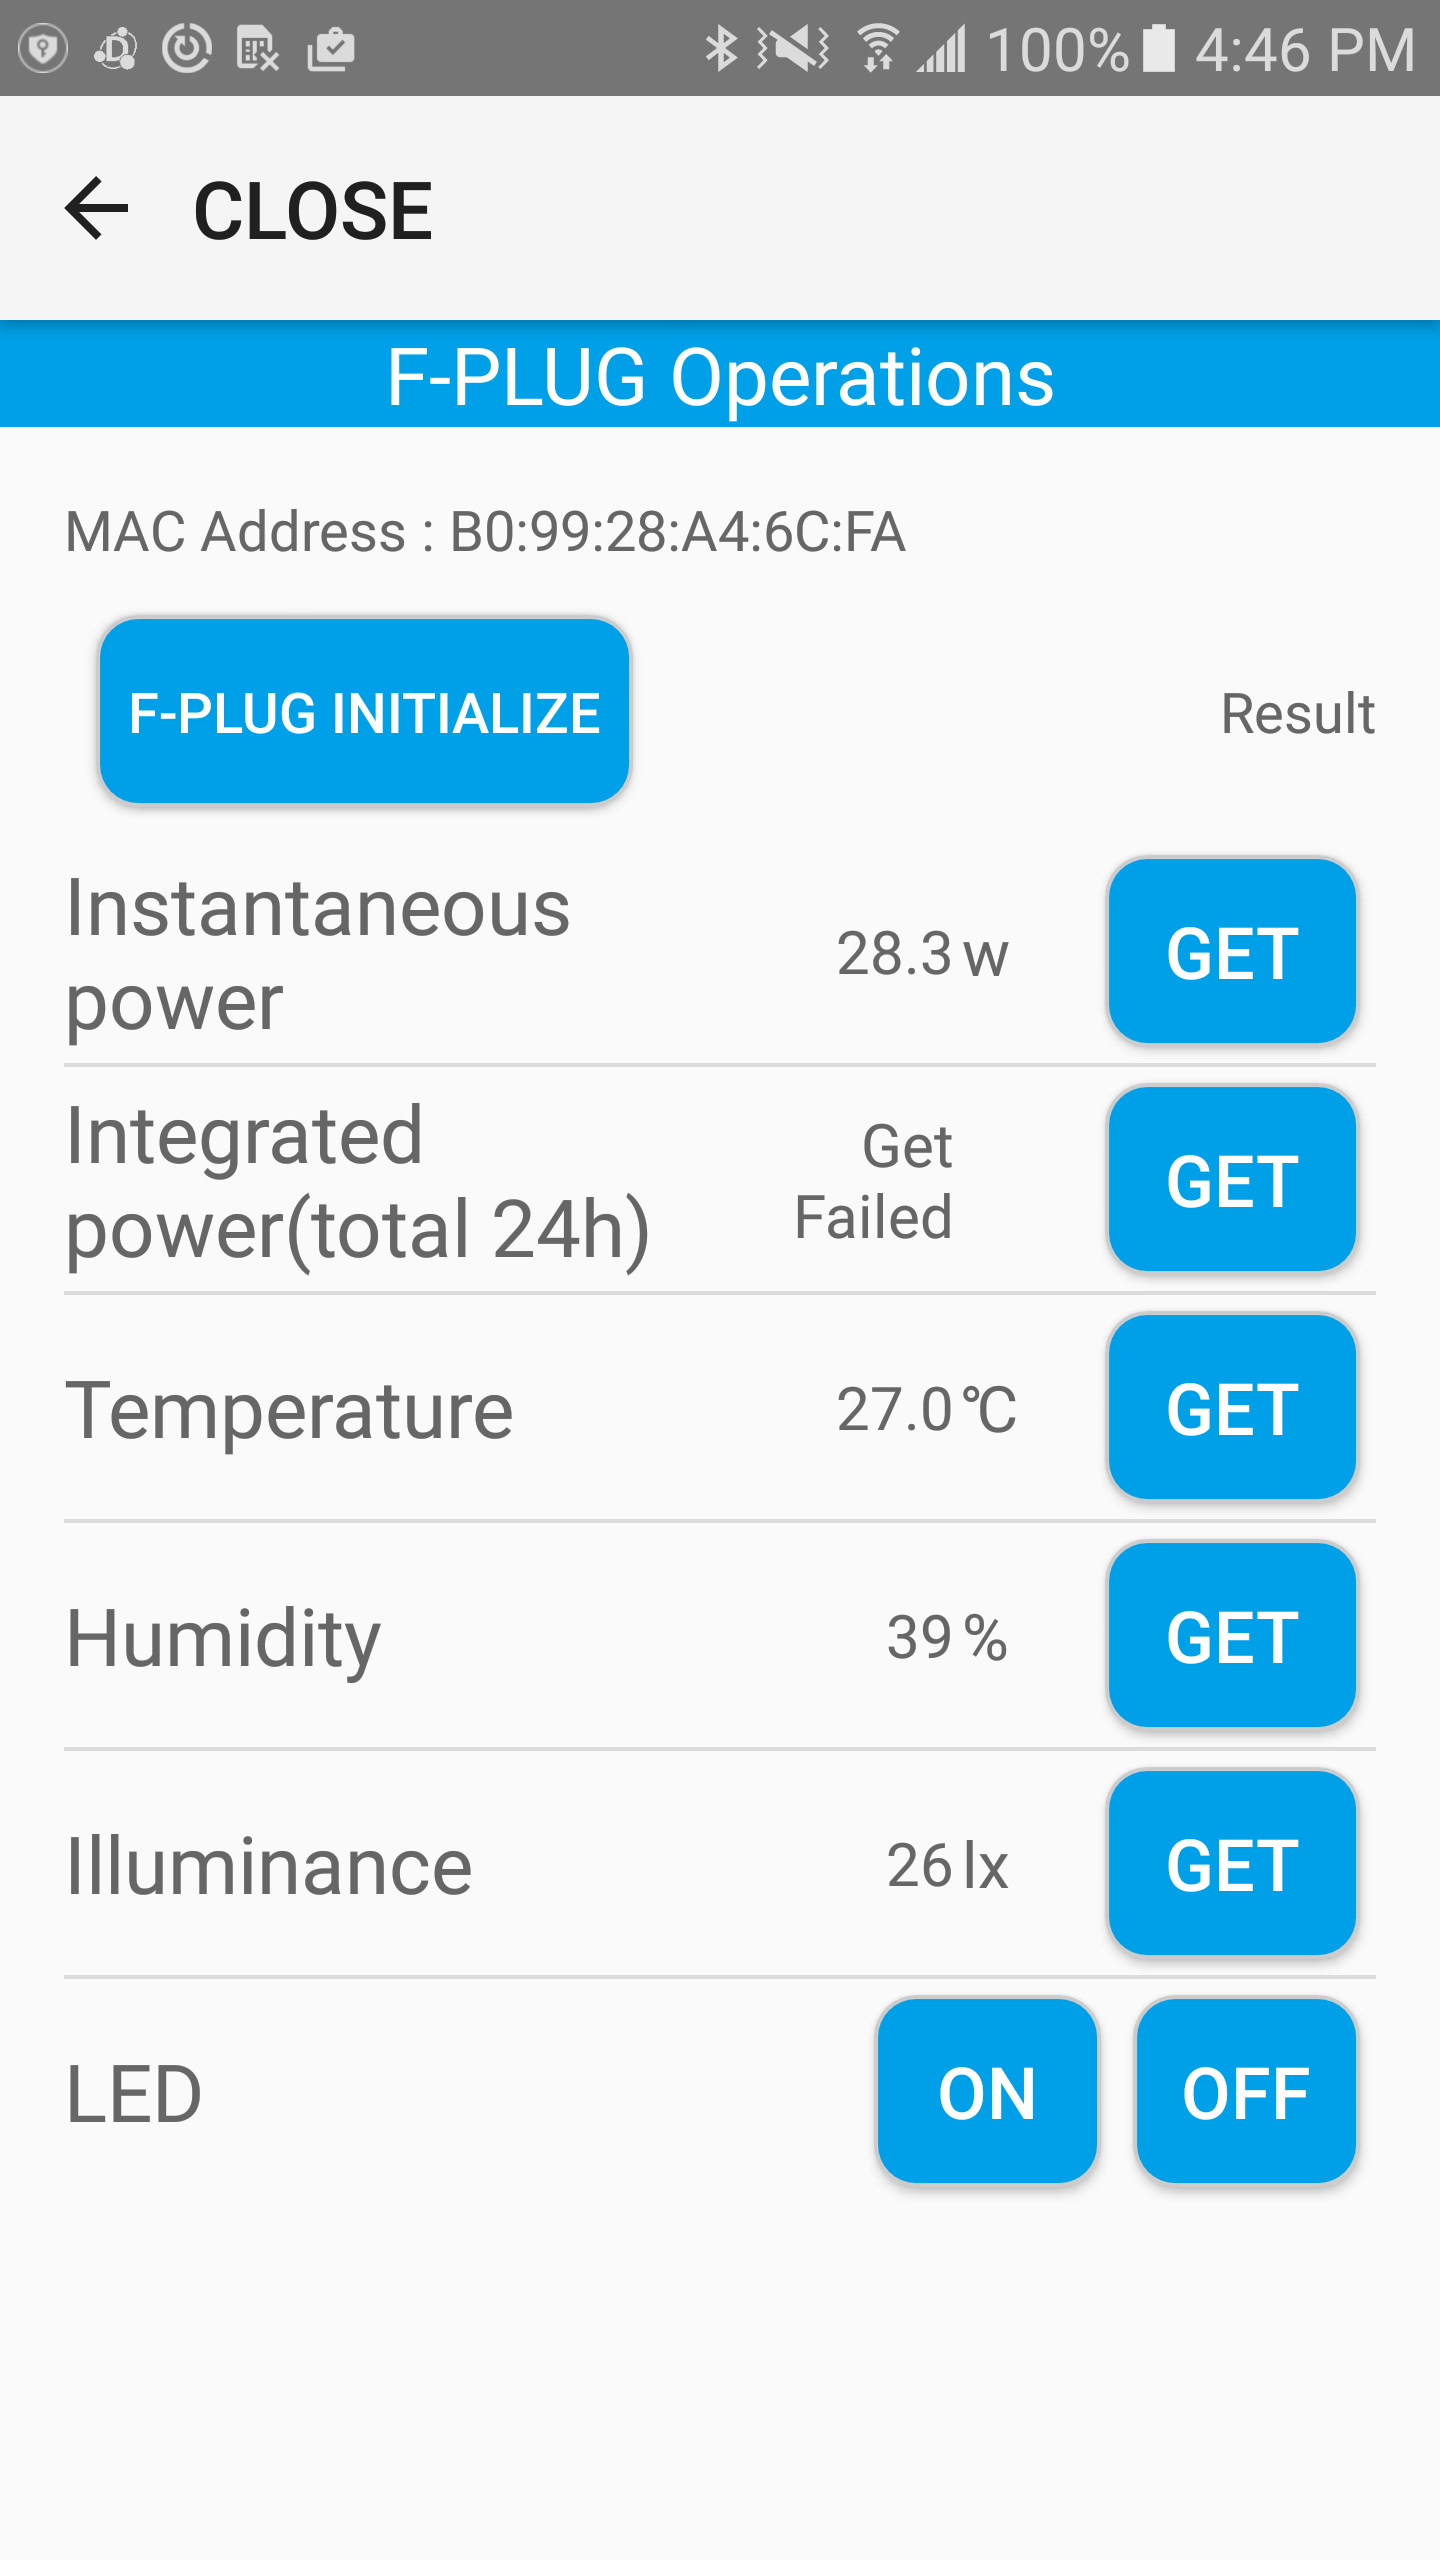 100% 4:46 PM
CLOSE
F-PLUG Operations
MAC Address : B0:99:28:A4:6C:FA
F-PLUG INITIALIZE
Result
Instantaneous
power
28.3 w
GET
Integrated
power(total 24h)
Get
Failed
GET
Temperature
27.0 ℃
GET
Humidity
39 %
GET
Illuminance
26 lx
GET
LED
ON
OFF